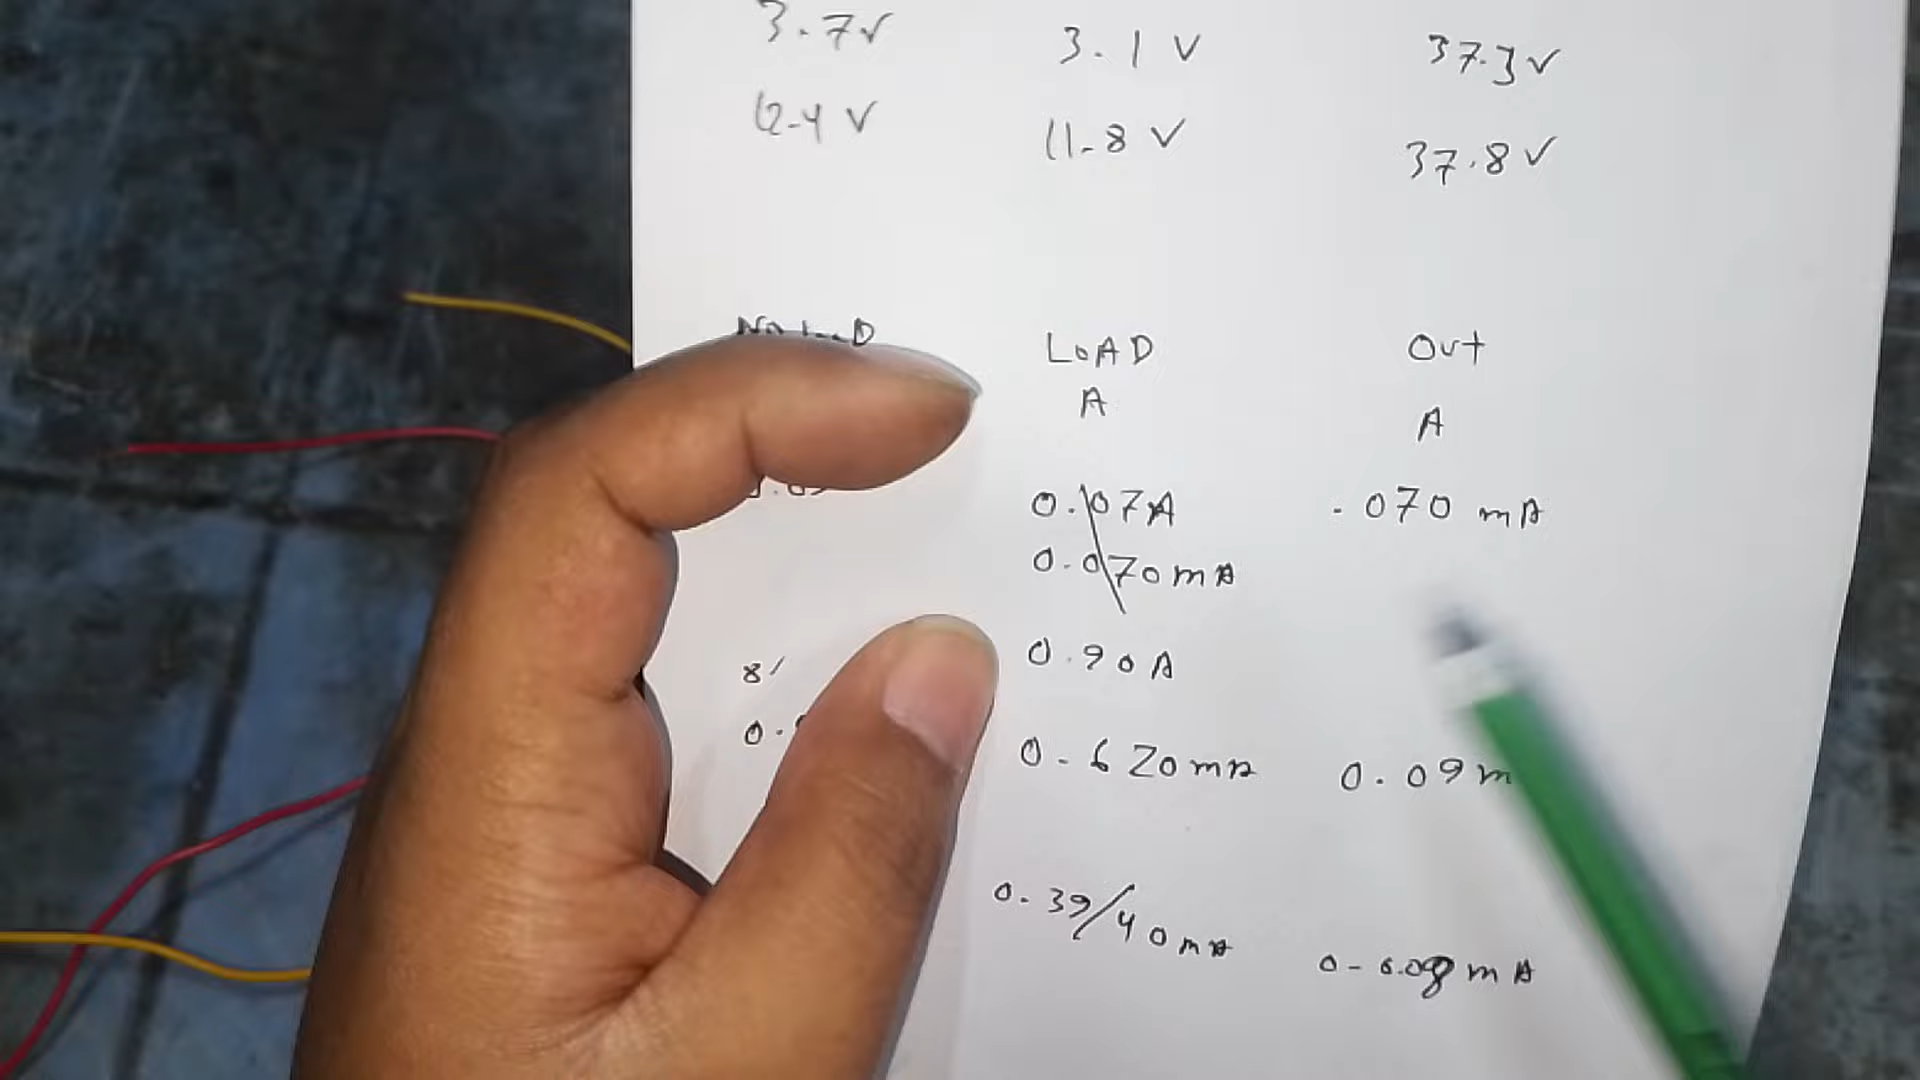 3.7V 3.1 V 37.3V
12.4 V 11.8 V 37.8V
LOAD Out
A A
0.07A .070 mA
0.070mA
0.90A
0.620mA 0.09m
0.39/40mA